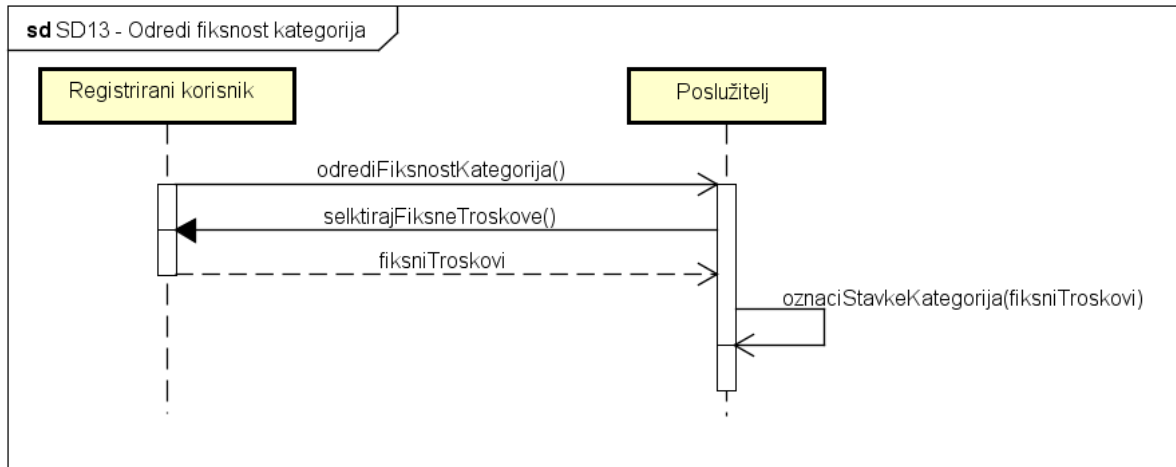 sd SD13 - Odredi fiksnost kategorija
Registrirani korisnik
Poslužitelj
odrediFiksnostKategorija()
selktirajFiksneTroskove()
fiksniTroskovi
oznaciStavkeKategorija(fiksniTroskovi)